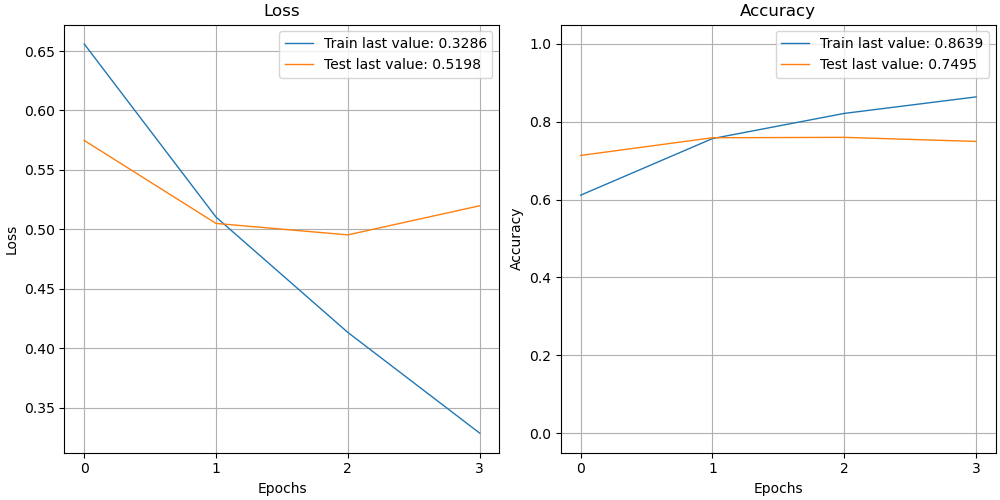 Loss
Train last value: 0.3286
Test last value: 0.5198
0.65
0.60
0.55
0.50
0.45
0.40
0.35
Loss
0 1 2 3
Epochs
Accuracy
Train last value: 0.8639
Test last value: 0.7495
1.0
0.8
0.6
0.4
0.2
0.0
Accuracy
0 1 2 3
Epochs